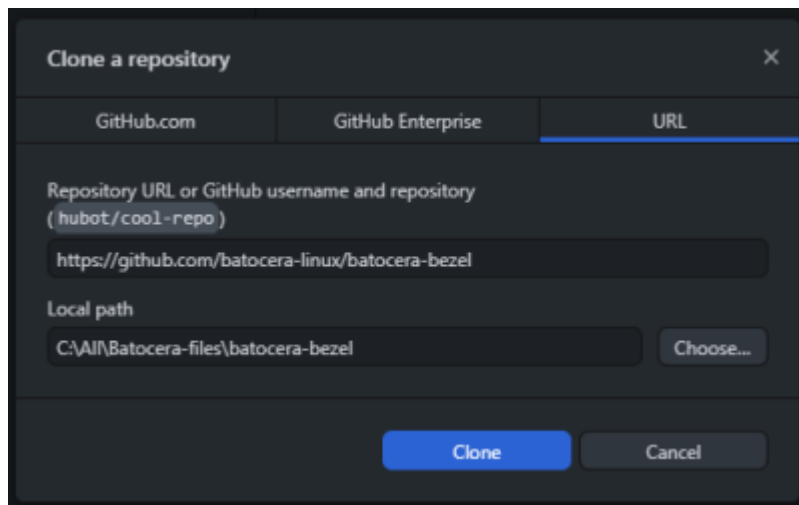 Clone a repository
GitHub.com GitHub Enterprise URL
Repository URL or GitHub username and repository
(hubot/cool-repo)
https://github.com/batocera-linux/batocera-bezel
Local path
C:\All\Batocera-files\batocera-bezel Choose...
Clone Cancel